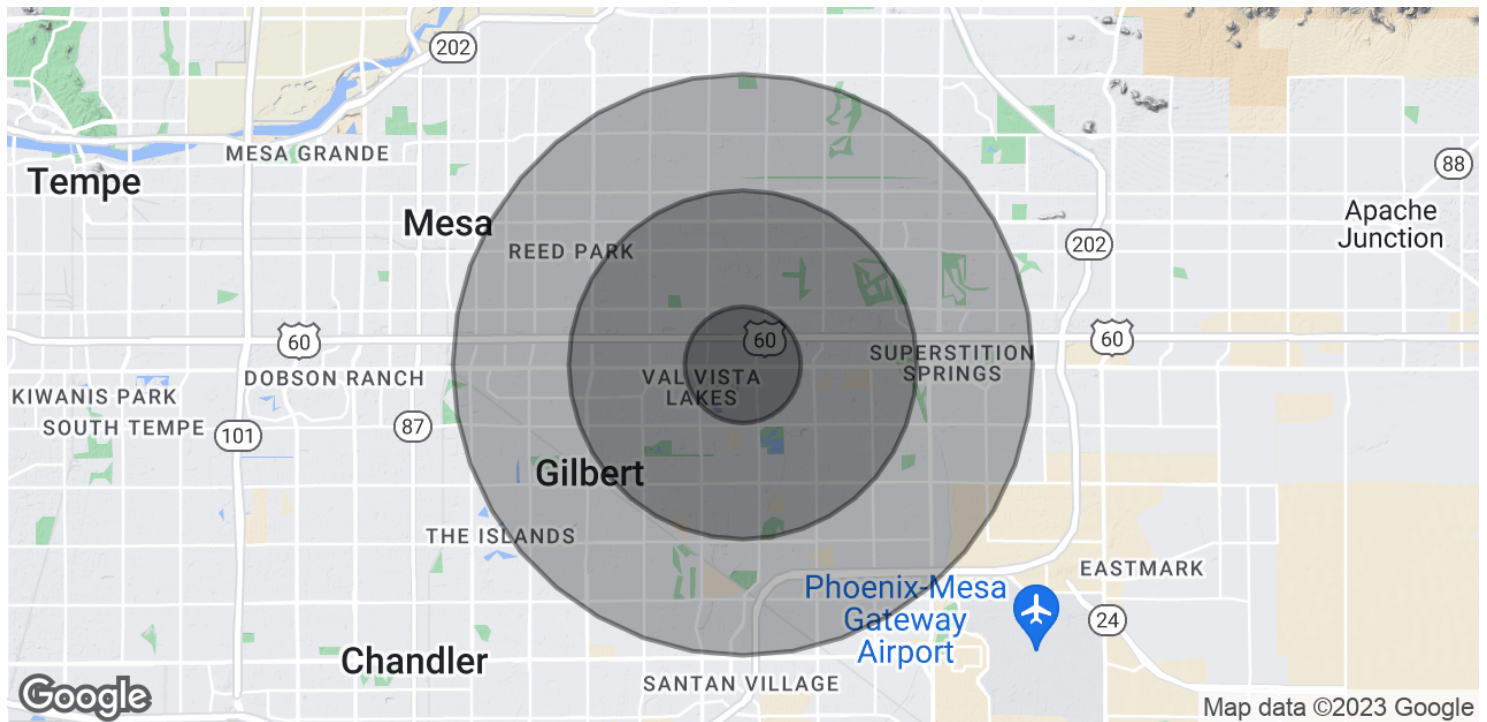 202
MESA GRANDE
88
Tempe
Apache
Junction
Mesa
REED PARK
202
60
60
60
SUPERSTITION
SPRINGS
DOBSON RANCH
VAL VISTA
LAKES
KIWANIS PARK
SOUTH TEMPE
101
87
Gilbert
THE ISLANDS
EASTMARK
Phoenix-Mesa
Gateway
Airport
24
Chandler
SANTAN VILLAGE
Google
Map data ©2023 Google